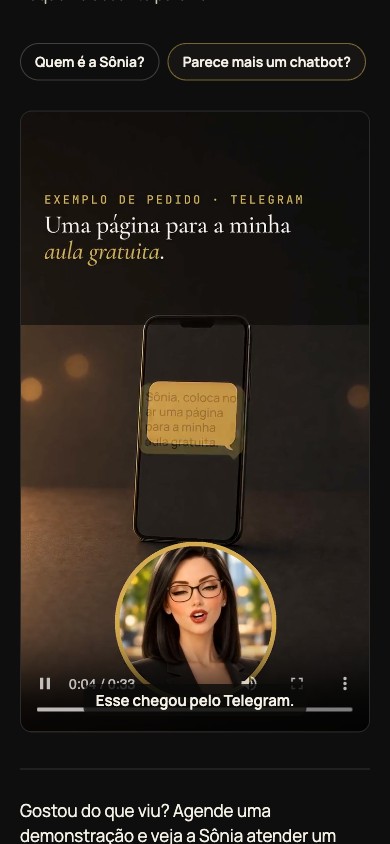 Quem é a Sônia?
Parece mais um chatbot?
EXEMPLO DE PEDIDO · TELEGRAM
Uma página para a minha
aula gratuita.
Sônia, coloca no
ar uma página
para a minha
aula gratuita.
0:04 / 0:33
Esse chegou pelo Telegram.
Gostou do que viu? Agende uma
demonstração e veja a Sônia atender um